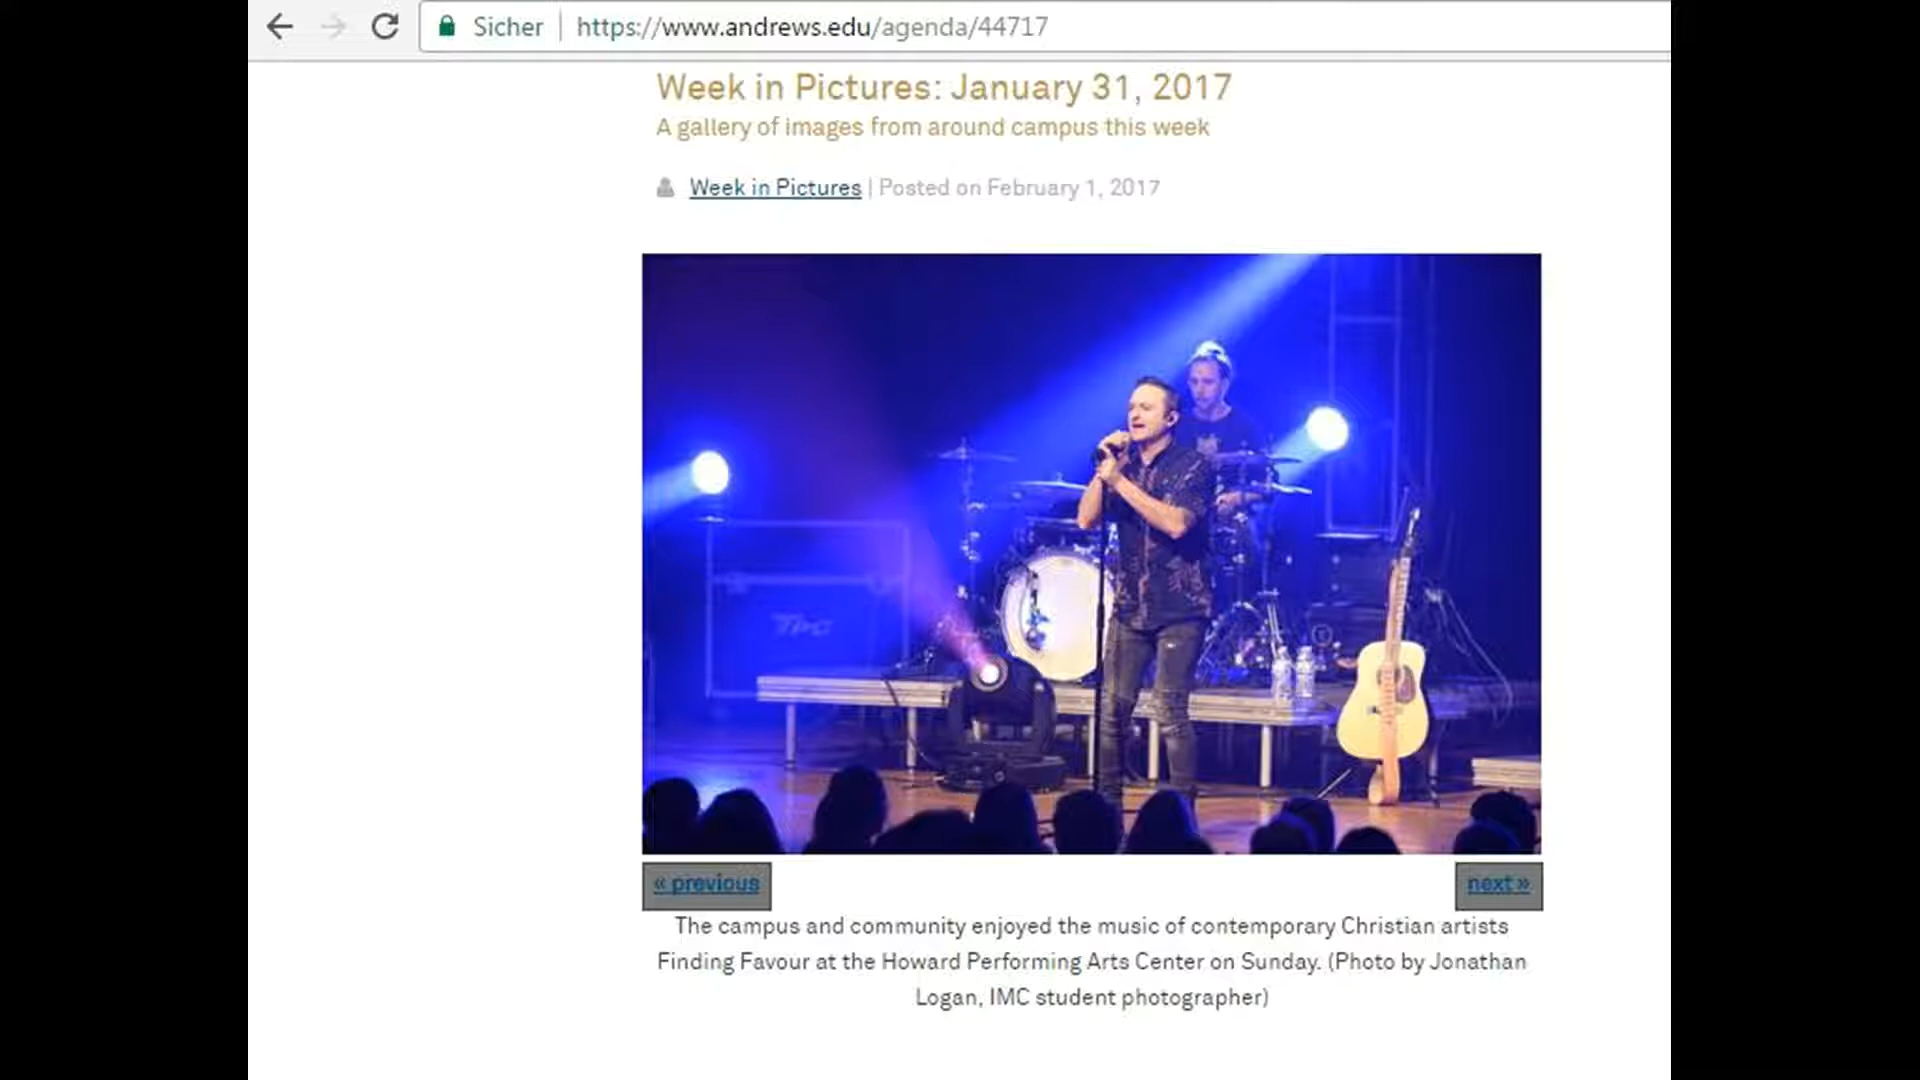 Sicher https://www.andrews.edu/agenda/44717
Week in Pictures: January 31, 2017
A gallery of images from around campus this week
Week in Pictures | Posted on February 1, 2017
TPC
« previous
next »
The campus and community enjoyed the music of contemporary Christian artists
Finding Favour at the Howard Performing Arts Center on Sunday. (Photo by Jonathan
Logan, IMC student photographer)